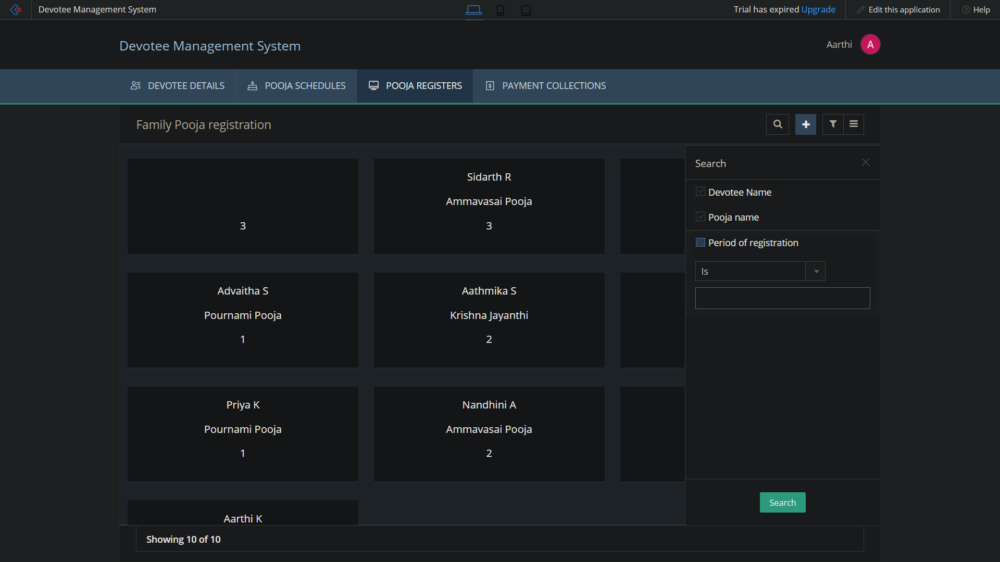 Devotee Management System
Trial has expired Upgrade
Edit this application
Help
Devotee Management System
Aarthi
A
DEVOTEE DETAILS
POOJA SCHEDULES
POOJA REGISTERS
PAYMENT COLLECTIONS
Family Pooja registration
3
Sidarth R
Ammavasai Pooja
3
Advaitha S
Pournami Pooja
1
Aathmika S
Krishna Jayanthi
2
Priya K
Pournami Pooja
1
Nandhini A
Ammavasai Pooja
2
Aarthi K
Search
Devotee Name
Pooja name
Period of registration
Is
Search
Showing 10 of 10